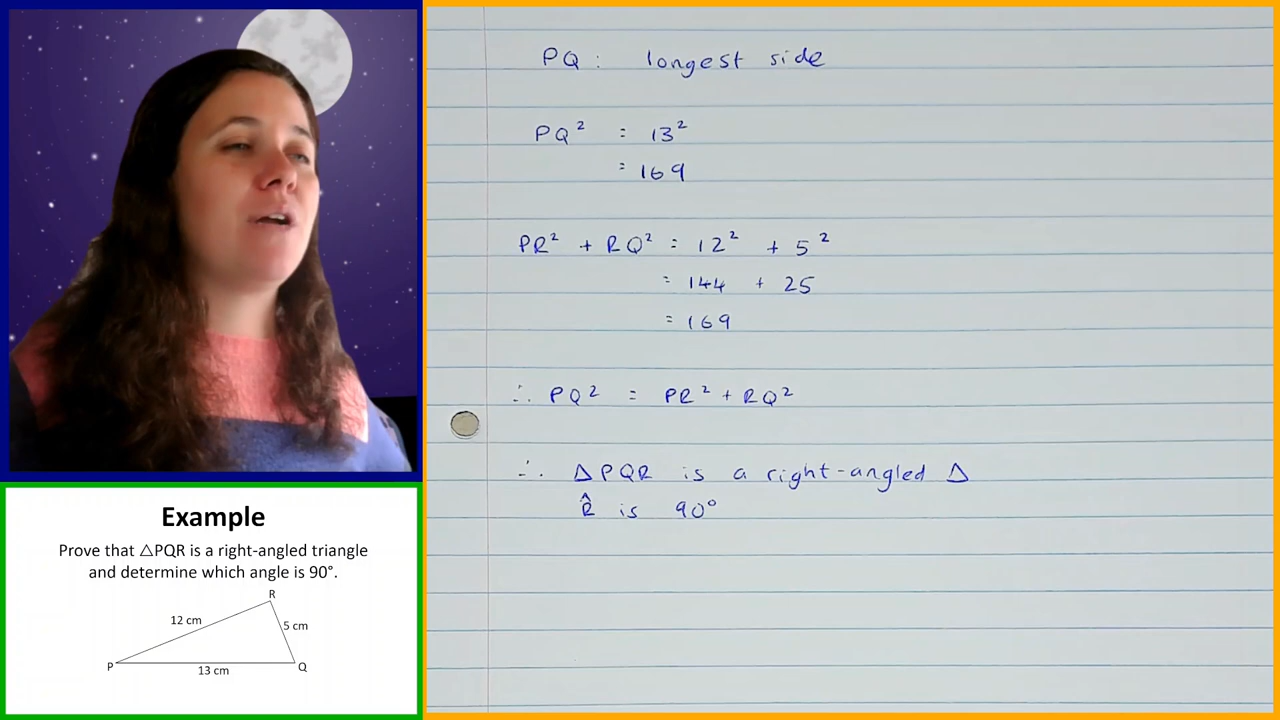 PQ : longest side
PQ² = 13²
= 169
PR² + RQ² = 12² + 5²
= 144 + 25
= 169
∴ PQ² = PR² + RQ²
∴ △PQR is a right-angled △
R̂ is 90°
Example
Prove that △PQR is a right-angled triangle
and determine which angle is 90°.
R
12 cm
5 cm
P
Q
13 cm